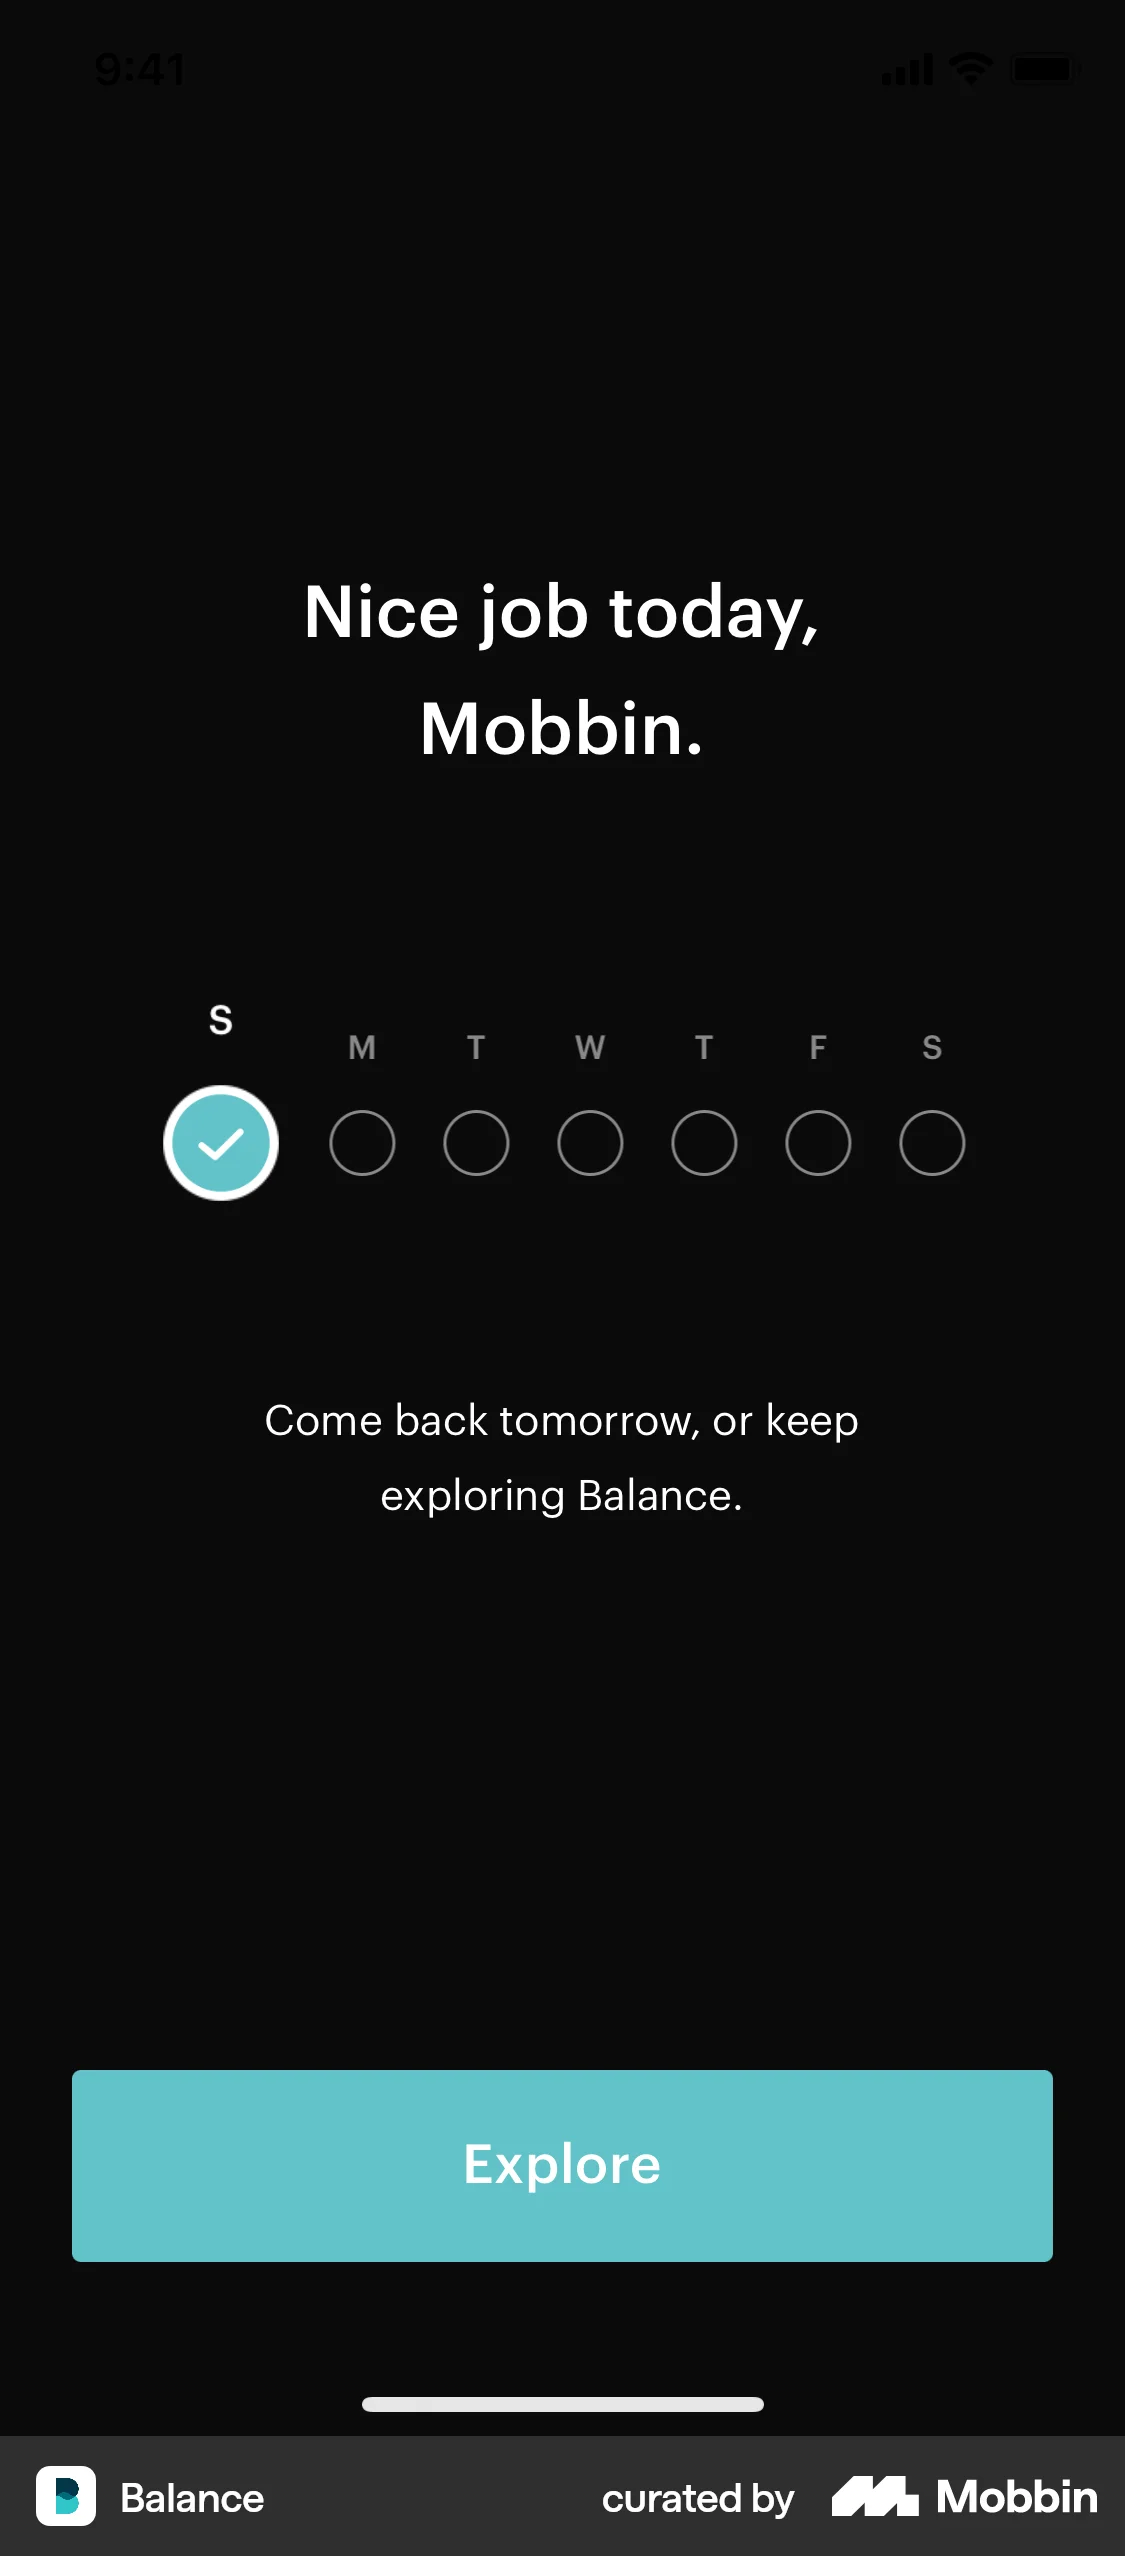 9:41
Nice job today,
Mobbin.
S M T W T F S
Come back tomorrow, or keep
exploring Balance.
Explore
Balance curated by Mobbin